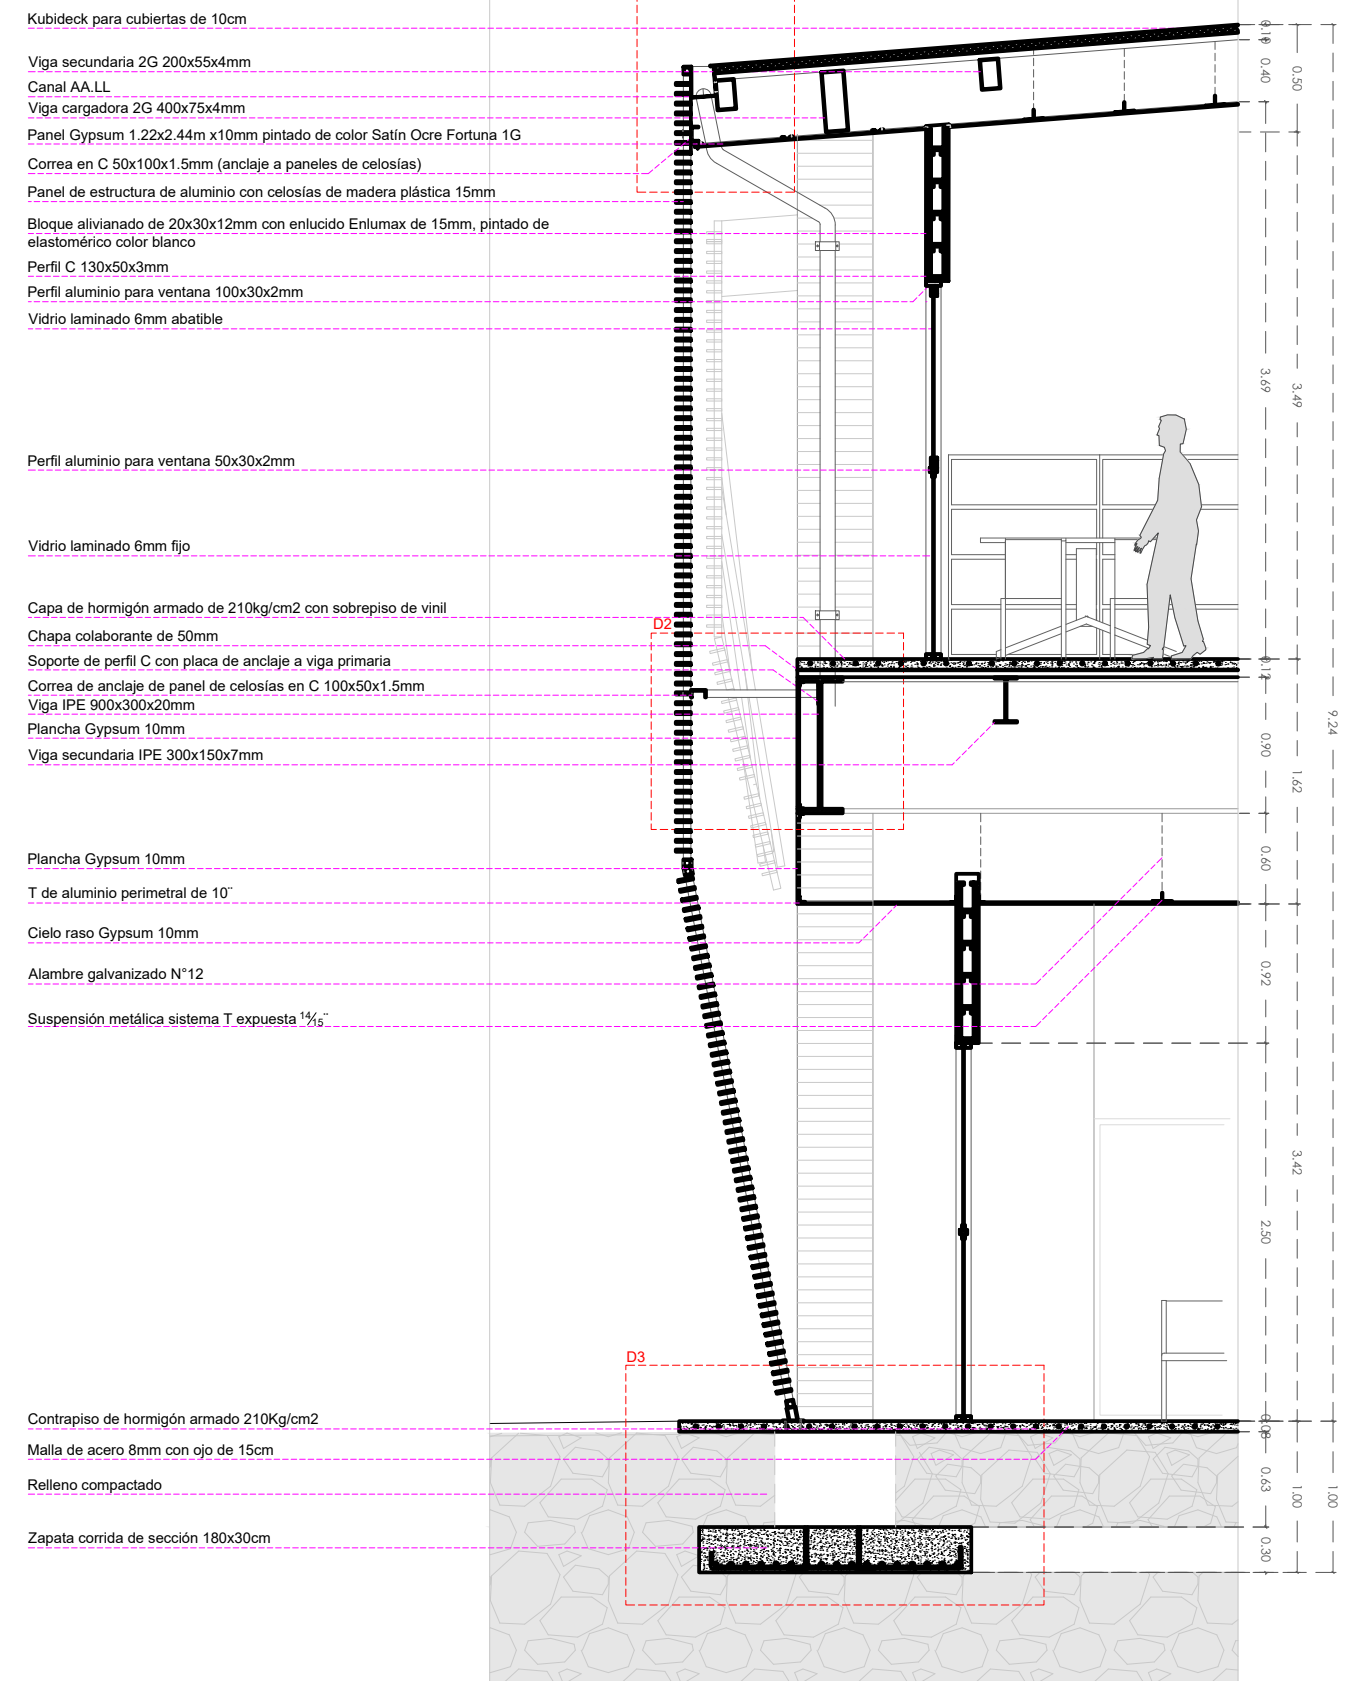 Kubideck para cubiertas de 10cm
Viga secundaria 2G 200x55x4mm
Canal AA.LL
Viga cargadora 2G 400x75x4mm
Panel Gypsum 1.22x2.44m x10mm pintado de color Satín Ocre Fortuna 1G
Correa en C 50x100x1.5mm (anclaje a paneles de celosías)
Panel de estructura de aluminio con celosías de madera plástica 15mm
Bloque alivianado de 20x30x12mm con enlucido Enlumax de 15mm, pintado de
elastomérico color blanco
Perfil C 130x50x3mm
Perfil aluminio para ventana 100x30x2mm
Vidrio laminado 6mm abatible
Perfil aluminio para ventana 50x30x2mm
Vidrio laminado 6mm fijo
Capa de hormigón armado de 210kg/cm2 con sobrepiso de vinil
Chapa colaborante de 50mm
Soporte de perfil C con placa de anclaje a viga primaria
Correa de anclaje de panel de celosías en C 100x50x1.5mm
Viga IPE 900x300x20mm
Plancha Gypsum 10mm
Viga secundaria IPE 300x150x7mm
Plancha Gypsum 10mm
T de aluminio perimetral de 10¨
Cielo raso Gypsum 10mm
Alambre galvanizado N°12
Suspensión metálica sistema T expuesta 14⁄15¨
Contrapiso de hormigón armado 210Kg/cm2
Malla de acero 8mm con ojo de 15cm
Relleno compactado
Zapata corrida de sección 180x30cm
D2
D3
0.40
3.69
0.90
0.60
0.92
2.50
0.08
0.63
0.30
0.50
3.49
1.62
3.42
1.00
9.24
1.00